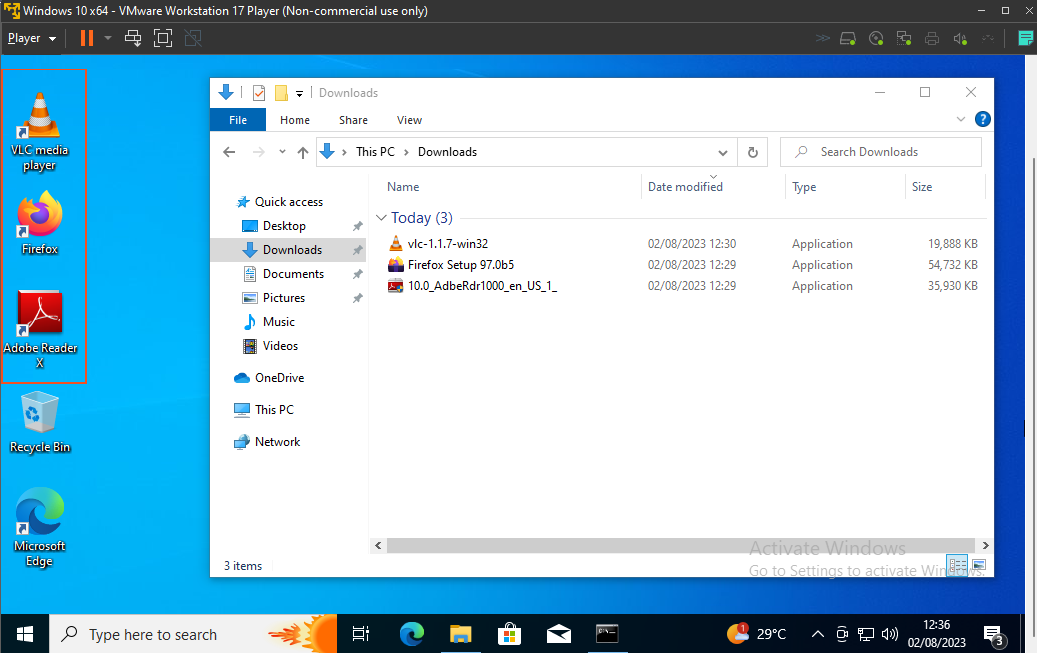 Windows 10 x64 - VMware Workstation 17 Player (Non-commercial use only)
Player
Downloads
File Home Share View
This PC Downloads
Search Downloads
Name Date modified Type Size
Today (3)
vlc-1.1.7-win32 02/08/2023 12:30 Application 19,888 KB
Firefox Setup 97.0b5 02/08/2023 12:29 Application 54,732 KB
10.0_AdbeRdr1000_en_US_1_ 02/08/2023 12:29 Application 35,930 KB
Quick access
Desktop
Downloads
Documents
Pictures
Music
Videos
OneDrive
This PC
Network
3 items
Activate Windows
Go to Settings to activate Windows.
VLC media
player
Firefox
Adobe Reader
X
Recycle Bin
Microsoft
Edge
Type here to search
1
29°C
12:36
02/08/2023
3